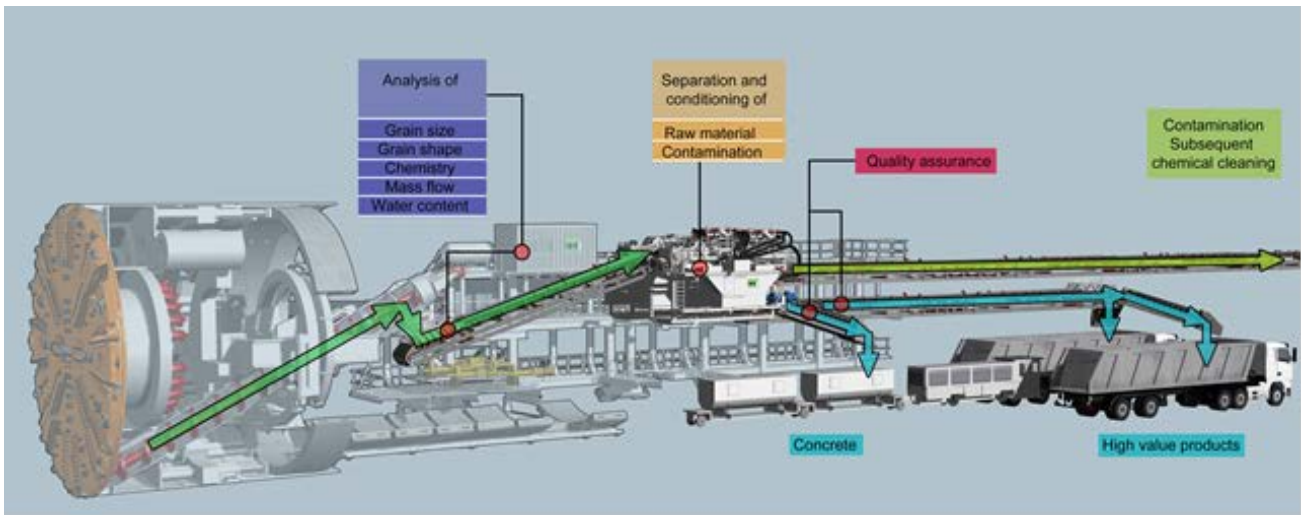 Analysis of
Grain size
Grain shape
Chemistry
Mass flow
Water content
Separation and
conditioning of
Raw material
Contamination
Quality assurance
Contamination
Subsequent
chemical cleaning
Concrete
High value products